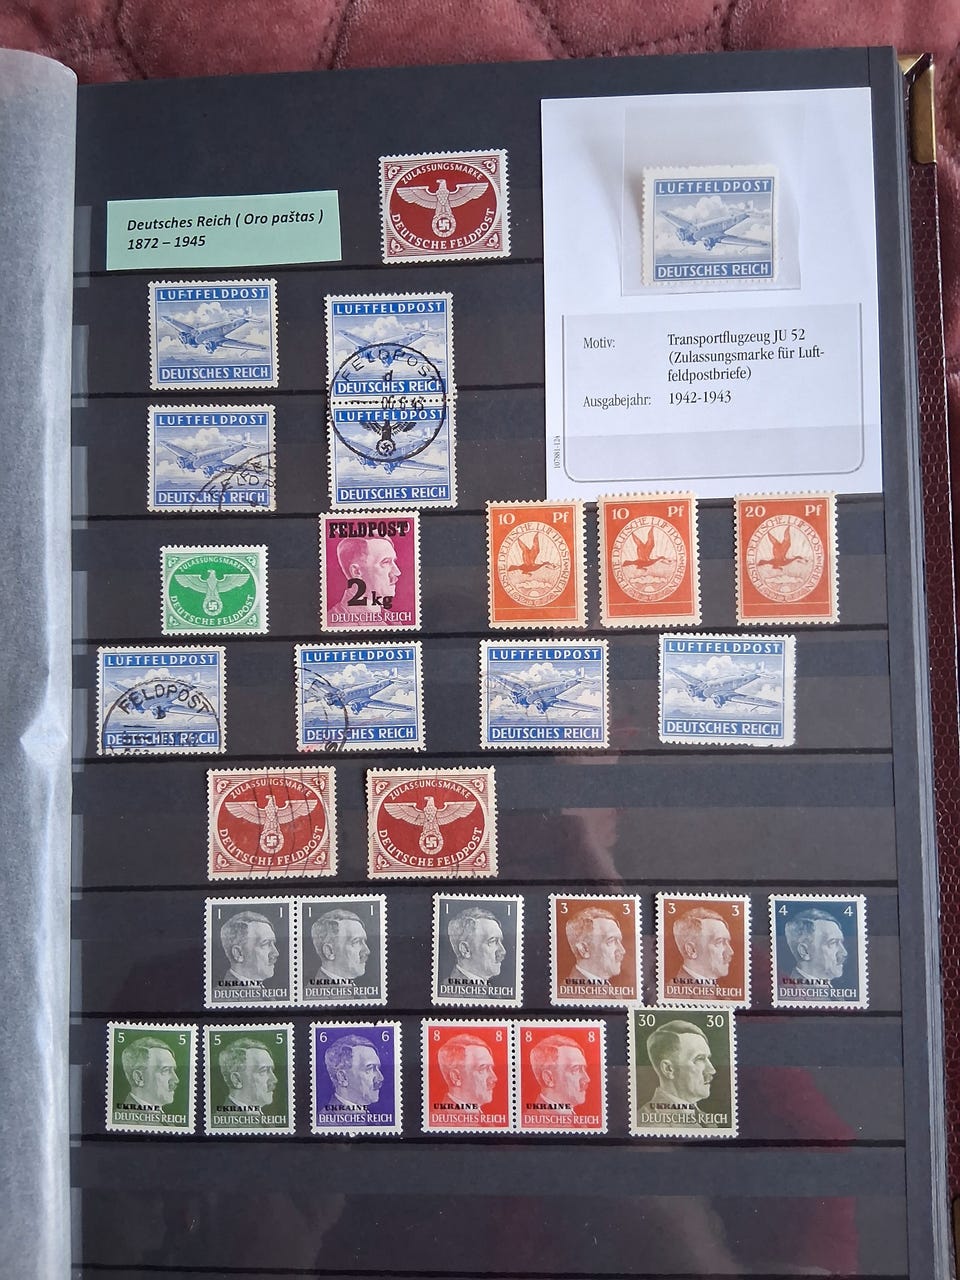 ZULASSUNGSMARKE
DEUTSCHE FELDPOST
Deutsches Reich ( Oro paštas )
1872 – 1945
LUFTFELDPOST
DEUTSCHES REICH
Motiv: Transportflugzeug JU 52
(Zulassungsmarke für Luft-
feldpostbriefe)
Ausgabejahr: 1942-1943
107881-124
LUFTFELDPOST
DEUTSCHES REICH
LUFTFELDPOST
DEUTSCHES REICH
FELDPOST
d
LUFTFELDPOST
DEUTSCHES REICH
LUFTFELDPOST
DEUTSCHES REICH
ZULASSUNGSMARKE
DEUTSCHE FELDPOST
FELDPOST
2 kg
DEUTSCHES REICH
10 Pf
10 Pf
20 Pf
LUFTFELDPOST
FELDPOST
b
DEUTSCHES REICH
LUFTFELDPOST
DEUTSCHES REICH
LUFTFELDPOST
DEUTSCHES REICH
LUFTFELDPOST
DEUTSCHES REICH
ZULASSUNGSMARKE
DEUTSCHE FELDPOST
ZULASSUNGSMARKE
DEUTSCHE FELDPOST
1 1 1 3 3 3 3 4 4
UKRAINE UKRAINE UKRAINE UKRAINE UKRAINE UKRAINE
DEUTSCHES REICH DEUTSCHES REICH DEUTSCHES REICH DEUTSCHES REICH DEUTSCHES REICH DEUTSCHES REICH
5 5 5 5 6 6 8 8 8 8 30 30
UKRAINE UKRAINE UKRAINE UKRAINE UKRAINE UKRAINE
DEUTSCHES REICH DEUTSCHES REICH DEUTSCHES REICH DEUTSCHES REICH DEUTSCHES REICH DEUTSCHES REICH